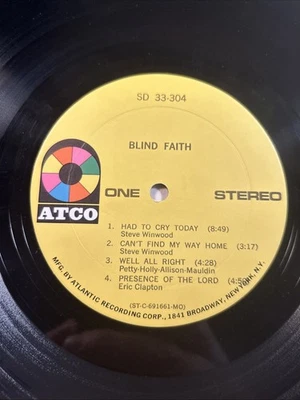 SD 33-304
BLIND FAITH
ATCO
ONE STEREO
1. HAD TO CRY TODAY (8:49)
Steve Winwood
2. CAN'T FIND MY WAY HOME (3:17)
Steve Winwood
3. WELL ALL RIGHT (4:28)
Petty-Holly-Allison-Mauldin
4. PRESENCE OF THE LORD (4:50)
Eric Clapton
(ST-C-691661-MO)
MFG. BY ATLANTIC RECORDING CORP., 1841 BROADWAY, NEW YORK, N.Y.